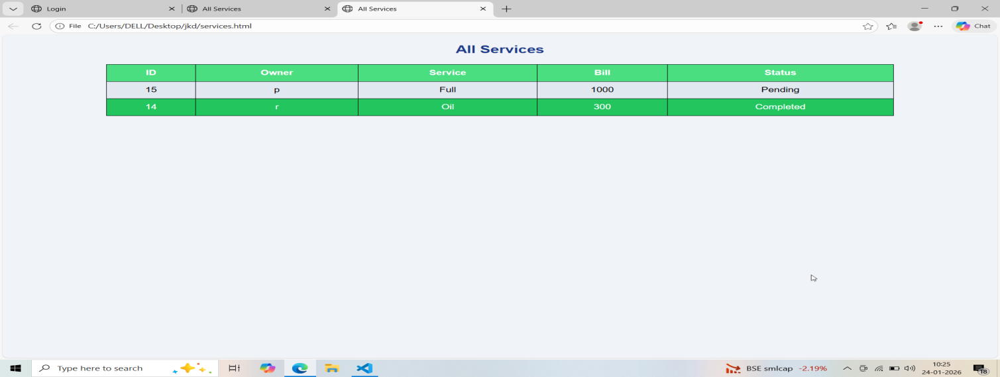 Login
All Services
All Services
File C:/Users/DELL/Desktop/jkd/services.html
Chat
All Services
ID Owner Service Bill Status
15 p Full 1000 Pending
14 r Oil 300 Completed
Type here to search
BSE smlcap -2.19%
10:25
24-01-2026
18